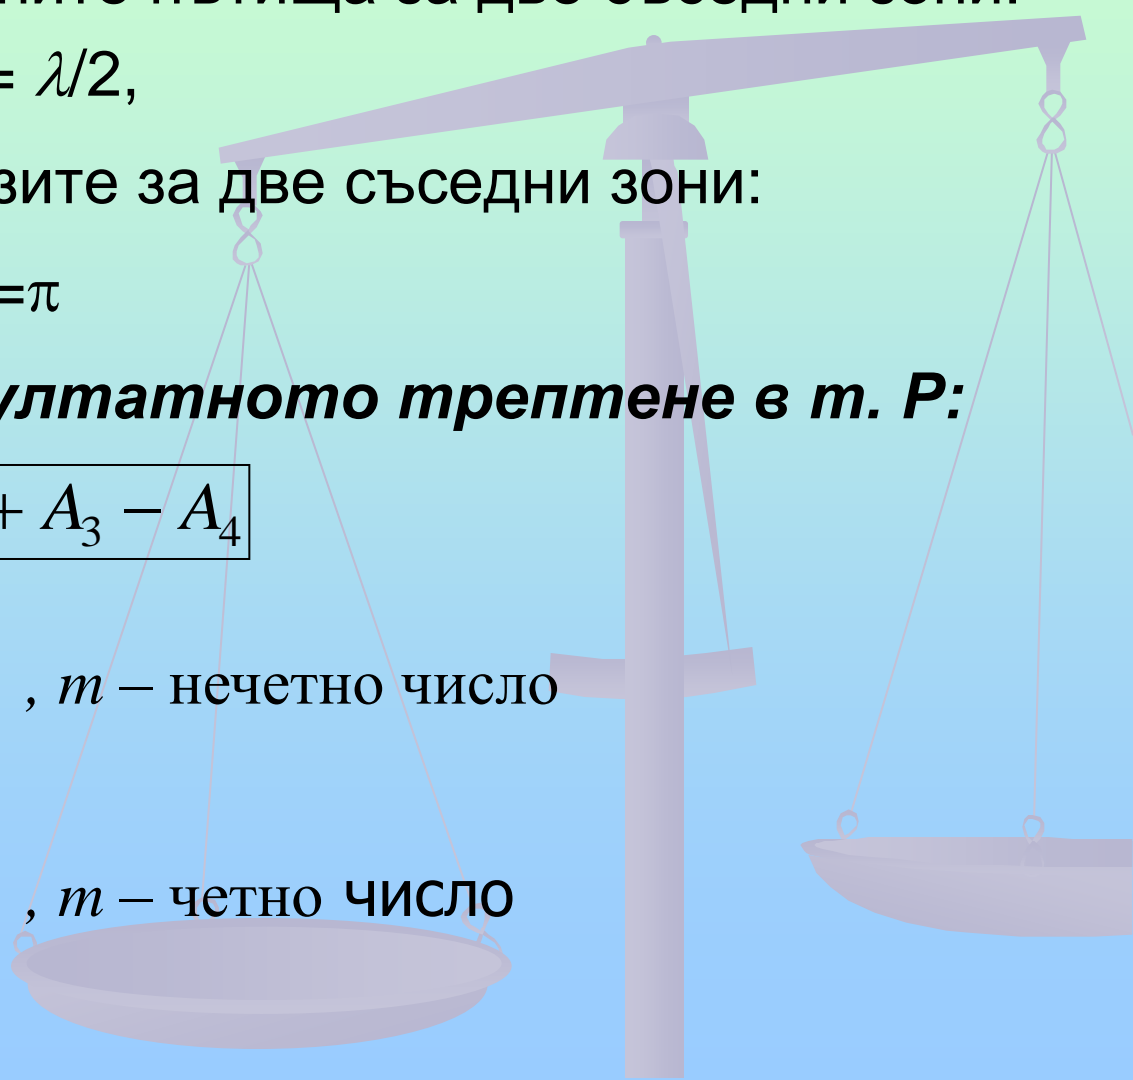 = λ/2,
зите за две съседни зони:
=π
ултатното трептене в т. P:
+ A₃ − A₄
, m – нечетно число
, m – четно число